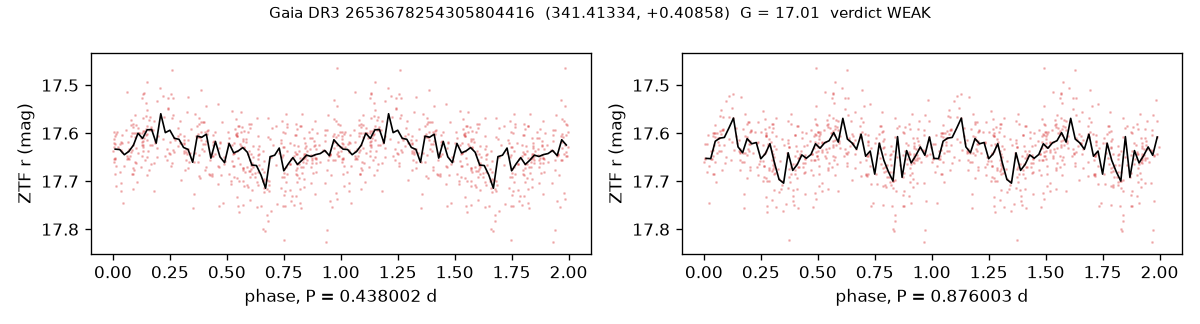 Gaia DR3 2653678254305804416 (341.41334, +0.40858) G = 17.01 verdict WEAK
ZTF r (mag)
17.5
17.6
17.7
17.8
0.00 0.25 0.50 0.75 1.00 1.25 1.50 1.75 2.00
phase, P = 0.438002 d
ZTF r (mag)
17.5
17.6
17.7
17.8
0.00 0.25 0.50 0.75 1.00 1.25 1.50 1.75 2.00
phase, P = 0.876003 d